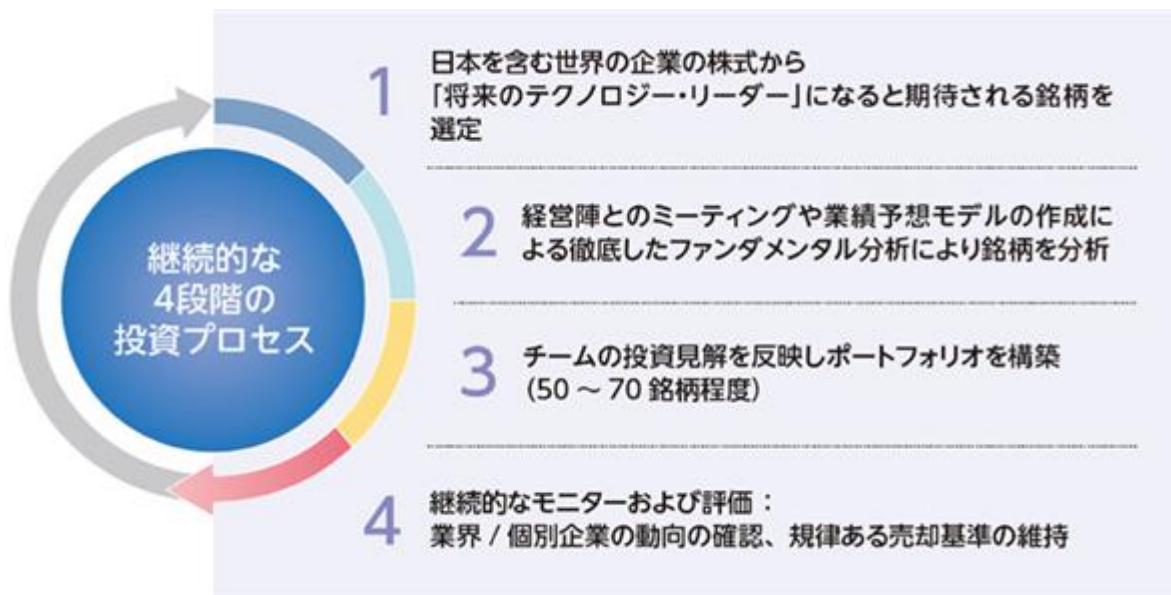 継続的な
4段階の
投資プロセス
1
日本を含む世界の企業の株式から
「将来のテクノロジー・リーダー」になると期待される銘柄を
選定
2
経営陣とのミーティングや業績予想モデルの作成に
よる徹底したファンダメンタル分析により銘柄を分析
3
チームの投資見解を反映しポートフォリオを構築
(50 ～ 70 銘柄程度)
4
継続的なモニターおよび評価：
業界 / 個別企業の動向の確認、規律ある売却基準の維持